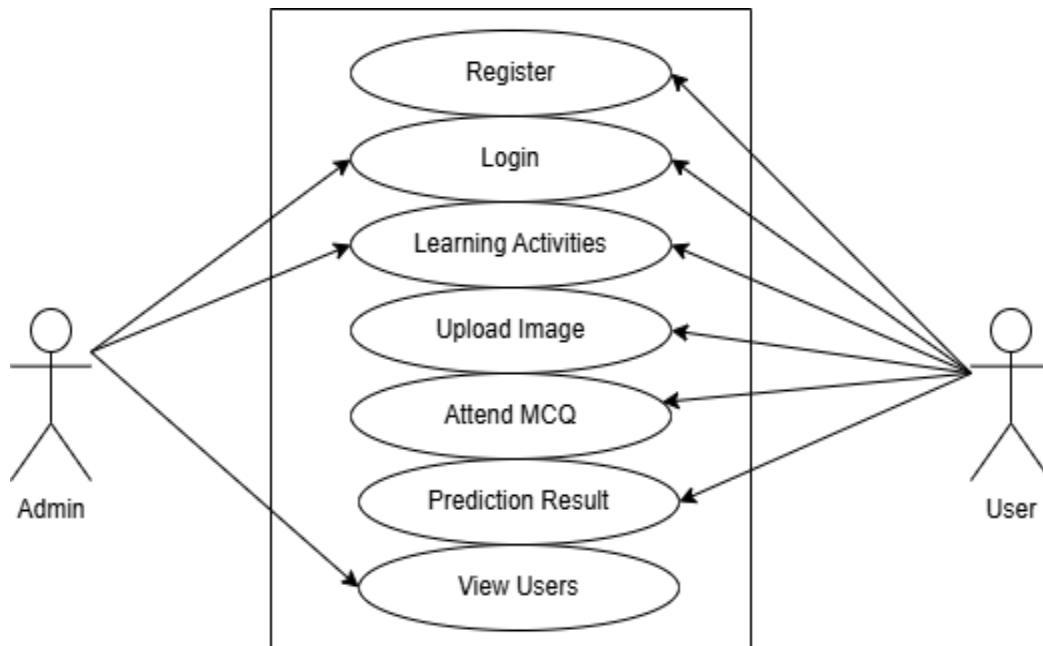 Register
Login
Learning Activities
Upload Image
Attend MCQ
Prediction Result
View Users
Admin
User